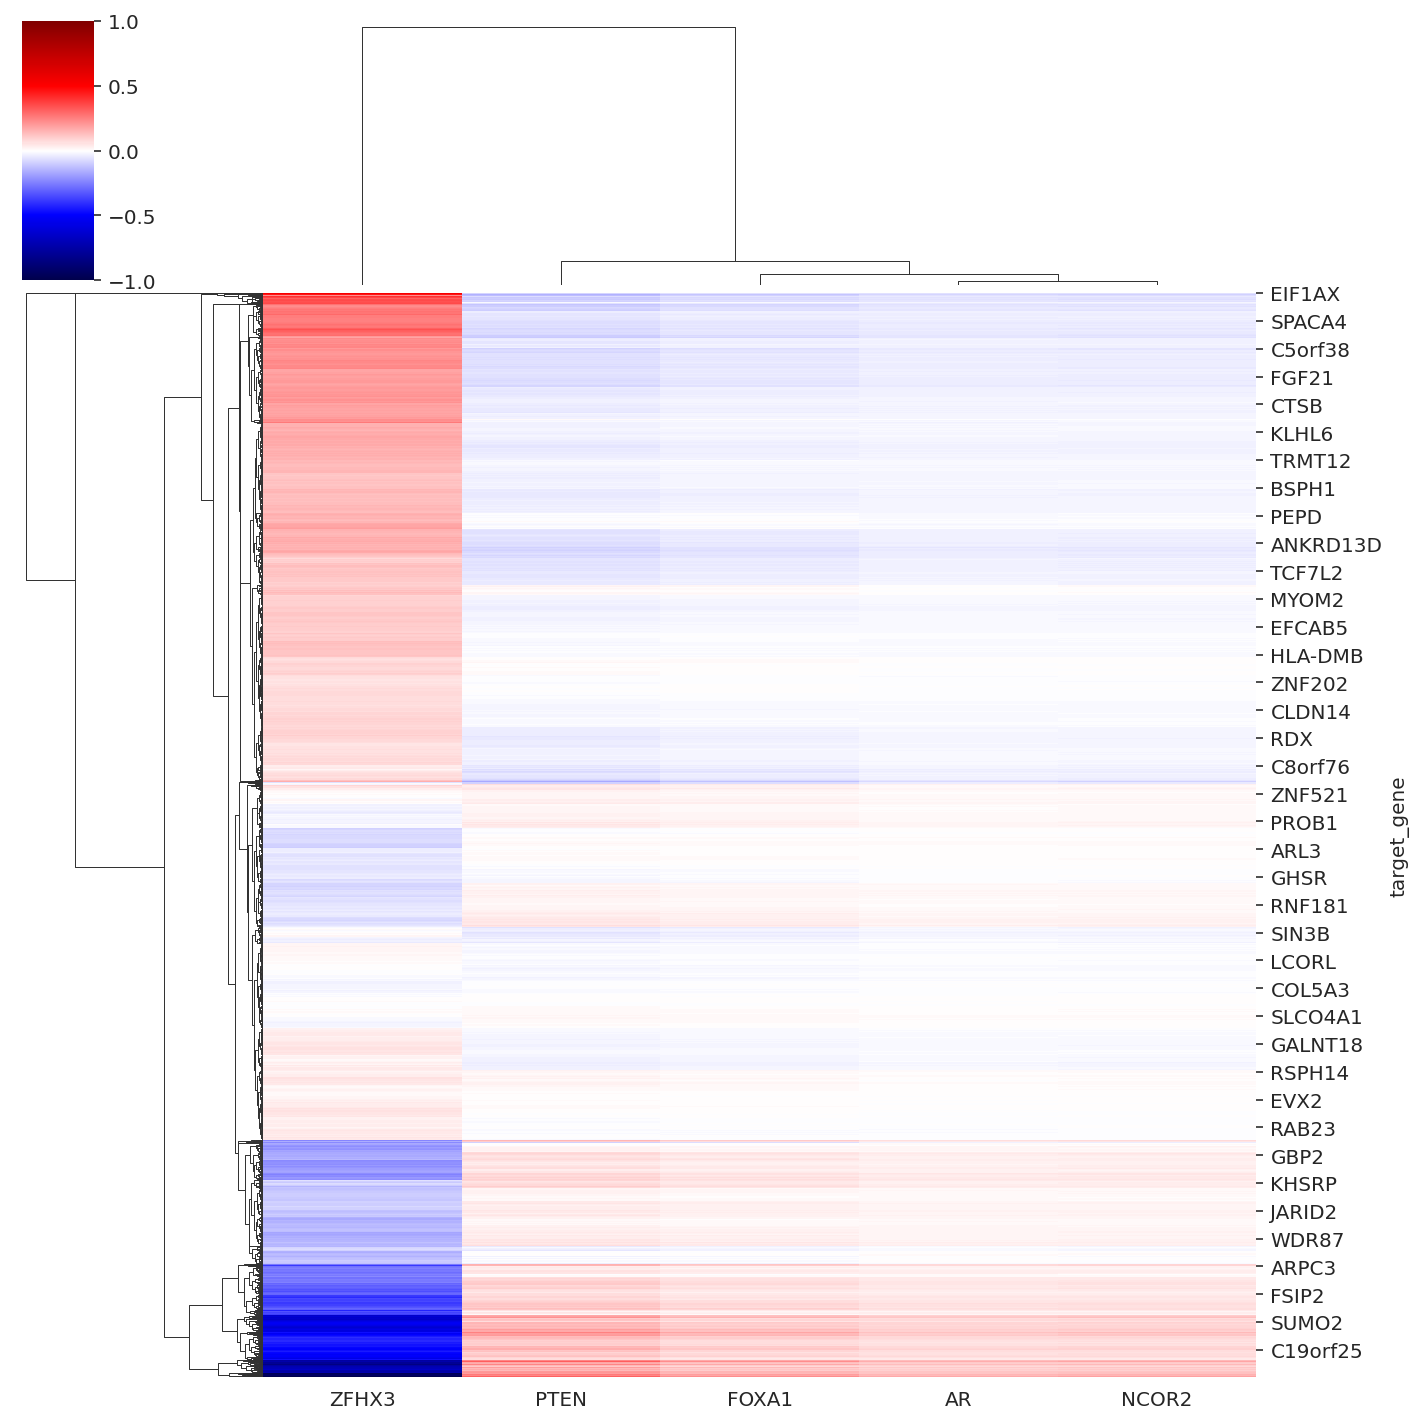 1.0
0.5
0.0
−0.5
−1.0
EIF1AX
SPACA4
C5orf38
FGF21
CTSB
KLHL6
TRMT12
BSPH1
PEPD
ANKRD13D
TCF7L2
MYOM2
EFCAB5
HLA-DMB
ZNF202
CLDN14
RDX
C8orf76
ZNF521
PROB1
ARL3
GHSR
RNF181
SIN3B
LCORL
COL5A3
SLCO4A1
GALNT18
RSPH14
EVX2
RAB23
GBP2
KHSRP
JARID2
WDR87
ARPC3
FSIP2
SUMO2
C19orf25
target_gene
ZFHX3 PTEN FOXA1 AR NCOR2